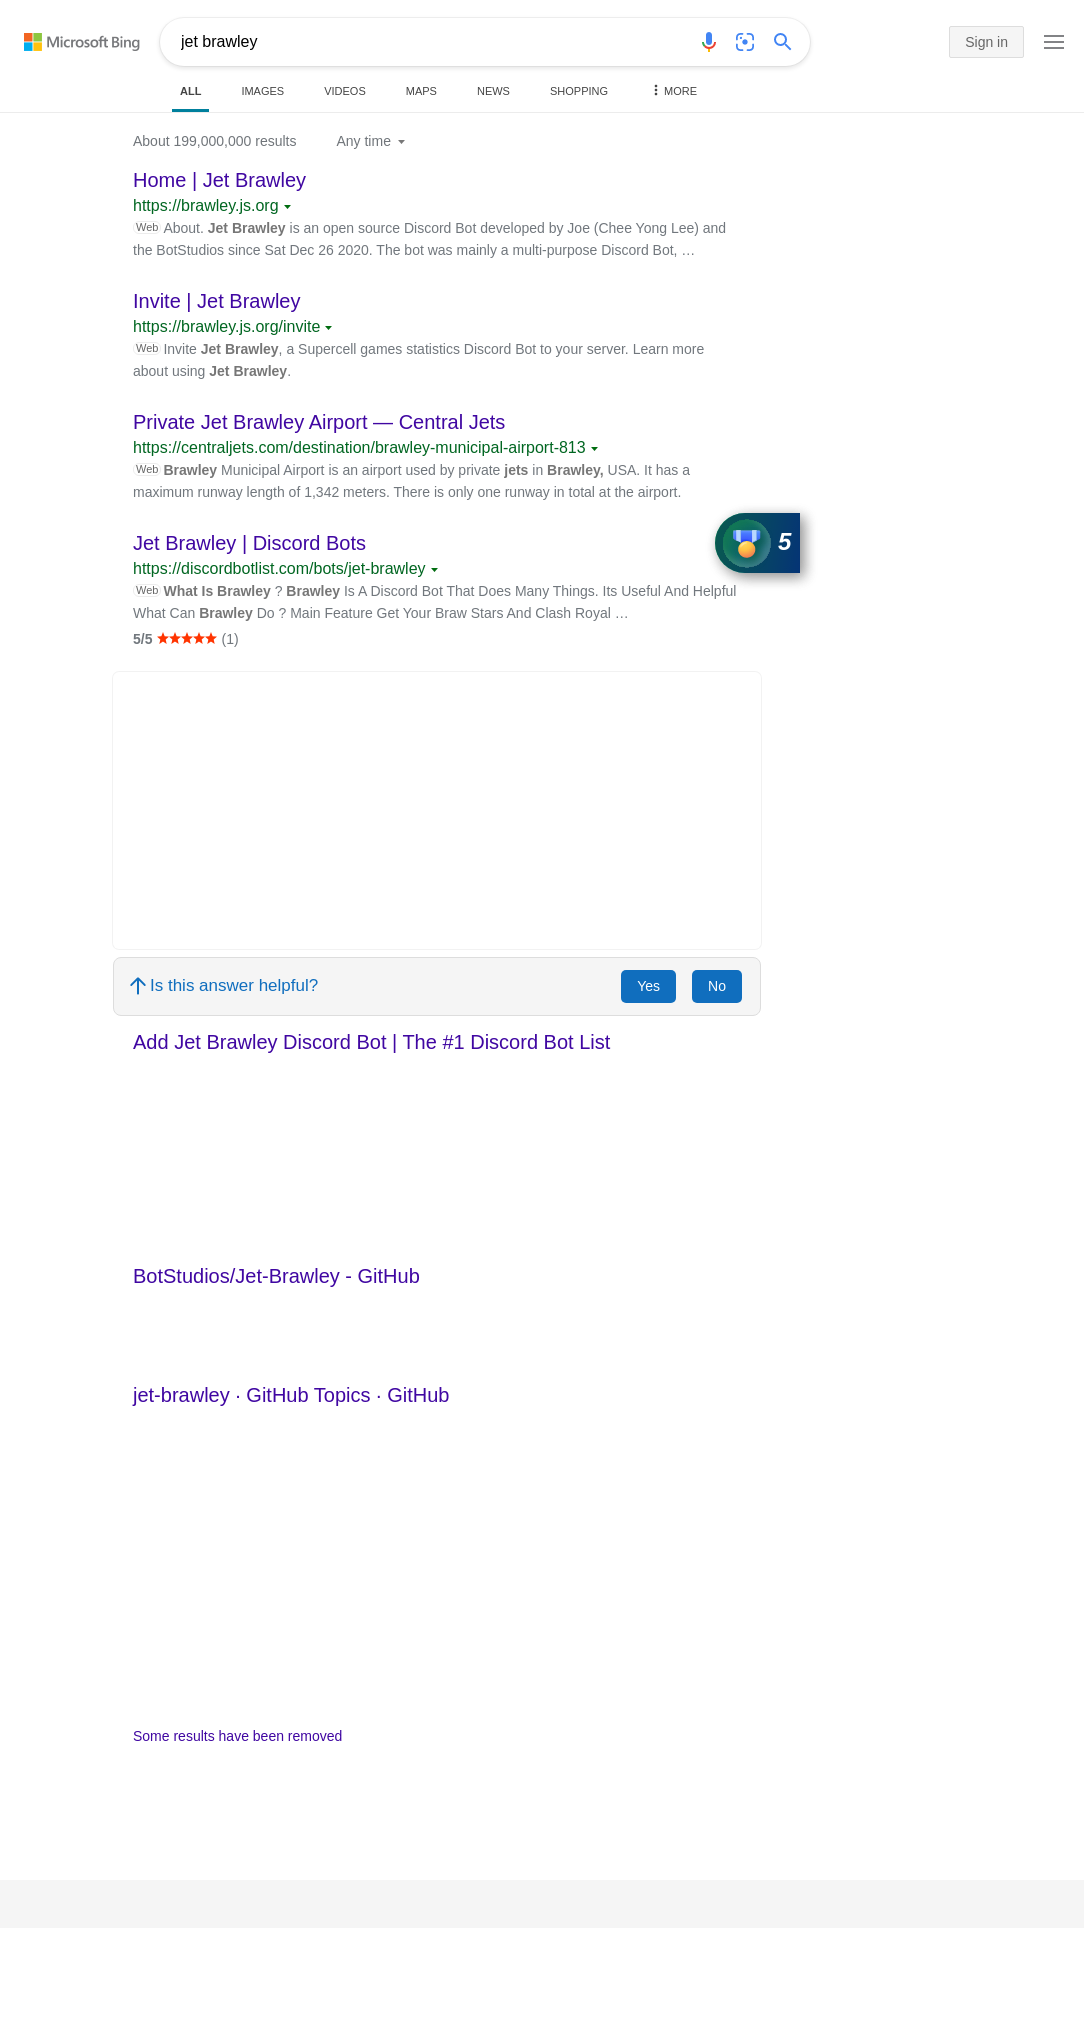 Microsoft Bing
jet brawley
Sign in
ALL IMAGES VIDEOS MAPS NEWS SHOPPING MORE
About 199,000,000 results Any time
Home | Jet Brawley
https://brawley.js.org
Web About. Jet Brawley is an open source Discord Bot developed by Joe (Chee Yong Lee) and
the BotStudios since Sat Dec 26 2020. The bot was mainly a multi-purpose Discord Bot, …
Invite | Jet Brawley
https://brawley.js.org/invite
Web Invite Jet Brawley, a Supercell games statistics Discord Bot to your server. Learn more
about using Jet Brawley.
Private Jet Brawley Airport — Central Jets
https://centraljets.com/destination/brawley-municipal-airport-813
Web Brawley Municipal Airport is an airport used by private jets in Brawley, USA. It has a
maximum runway length of 1,342 meters. There is only one runway in total at the airport.
Jet Brawley | Discord Bots
5
https://discordbotlist.com/bots/jet-brawley
Web What Is Brawley ? Brawley Is A Discord Bot That Does Many Things. Its Useful And Helpful
What Can Brawley Do ? Main Feature Get Your Braw Stars And Clash Royal …
5/5 ★★★★★ (1)
Is this answer helpful? Yes No
Add Jet Brawley Discord Bot | The #1 Discord Bot List
BotStudios/Jet-Brawley - GitHub
jet-brawley · GitHub Topics · GitHub
Some results have been removed